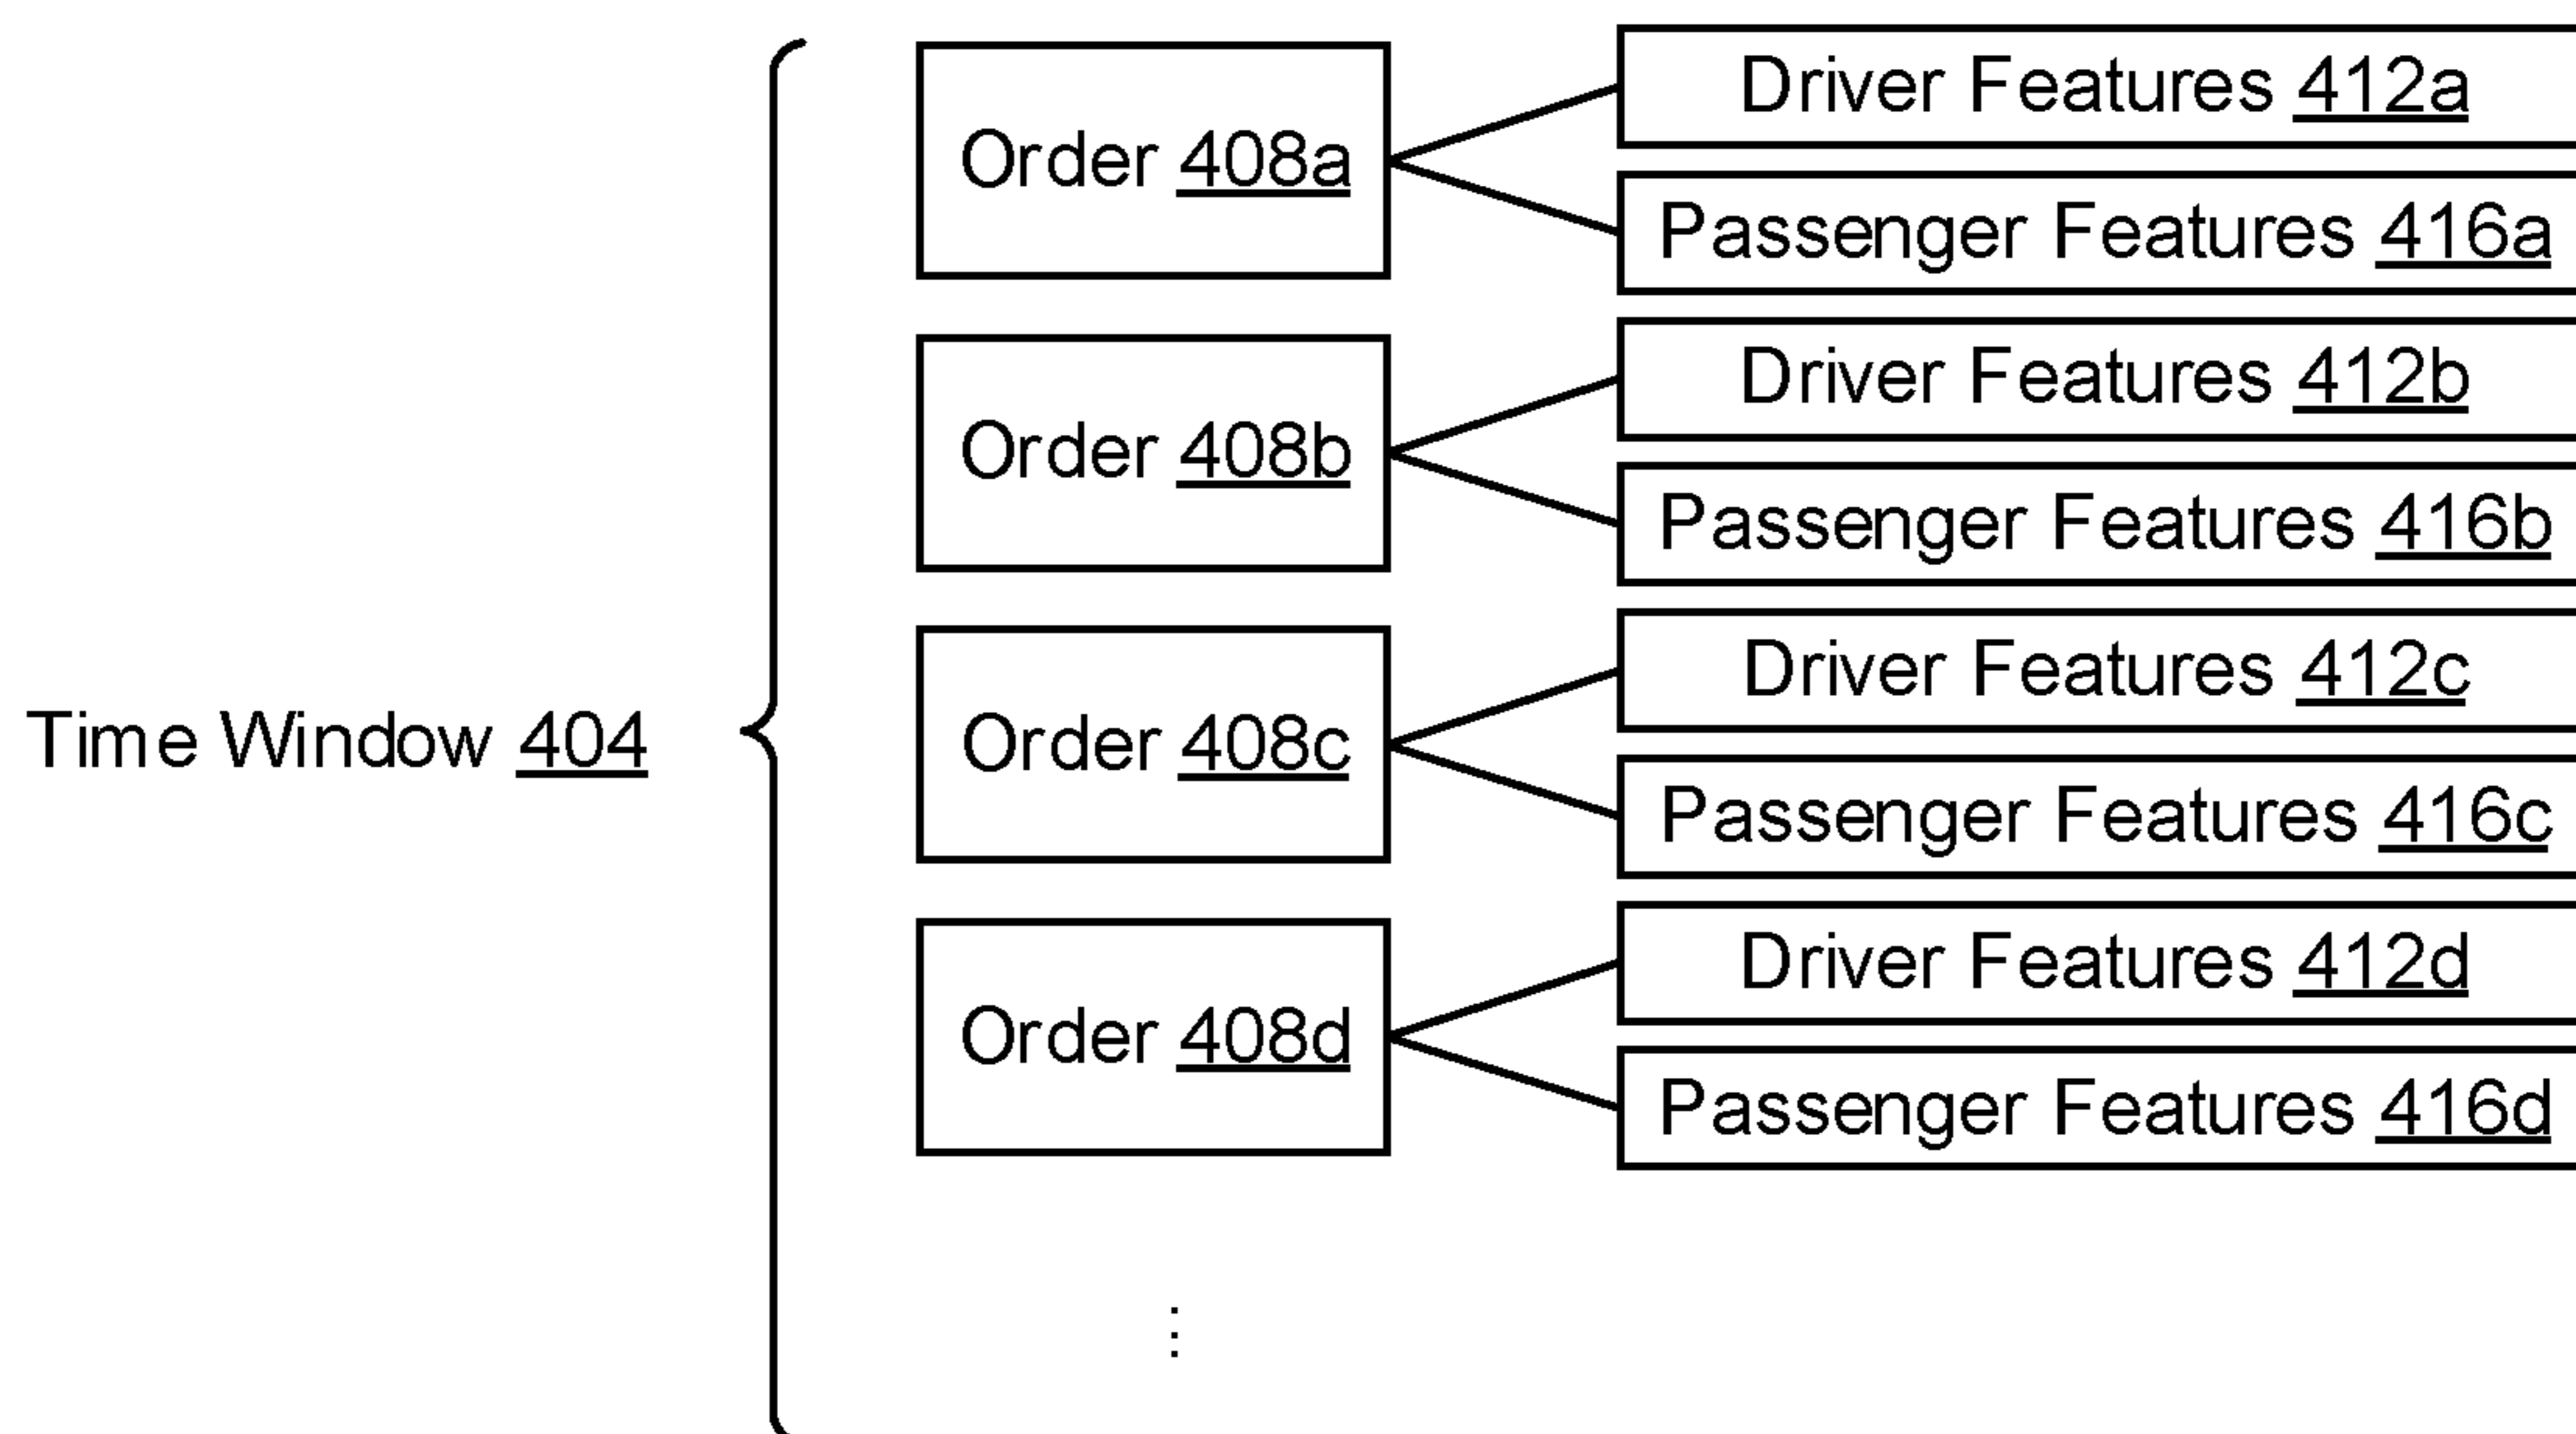 Driver Features 412a
Order 408a
Passenger Features 416a
Driver Features 412b
Order 408b
Passenger Features 416b
Driver Features 412c
Time Window 404
Order 408c
Passenger Features 416c
Driver Features 412d
Order 408d
Passenger Features 416d
⋮